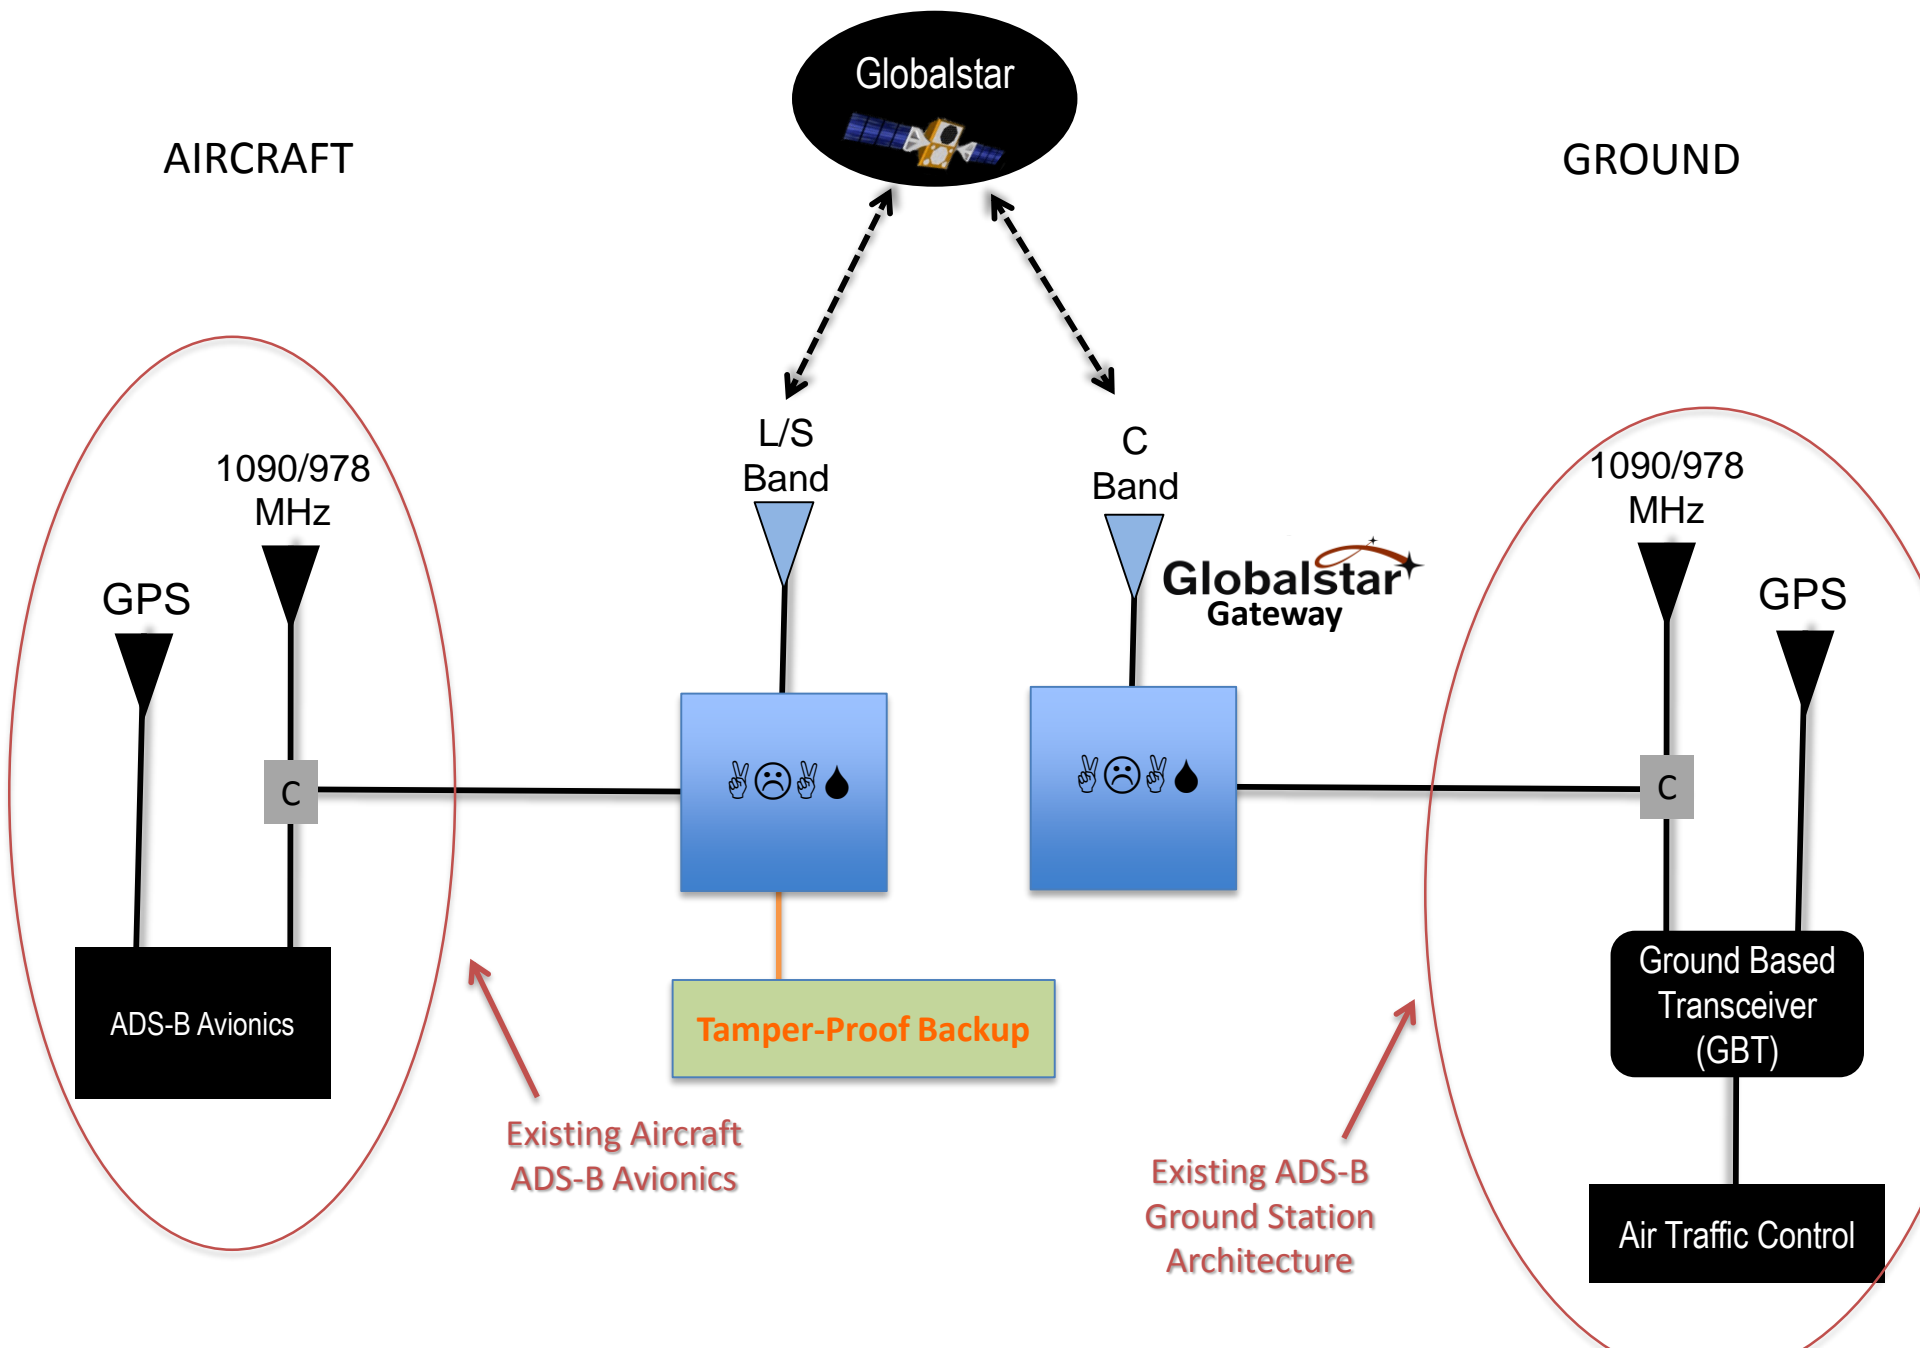 Globalstar
AIRCRAFT
GROUND
L/S
Band
C
Band
1090/978
MHz
1090/978
MHz
GPS
GPS
Globalstar
Gateway
C
✌☹✌💧
✌☹✌💧
C
ADS-B Avionics
Tamper-Proof Backup
Ground Based
Transceiver
(GBT)
Existing Aircraft
ADS-B Avionics
Existing ADS-B
Ground Station
Architecture
Air Traffic Control